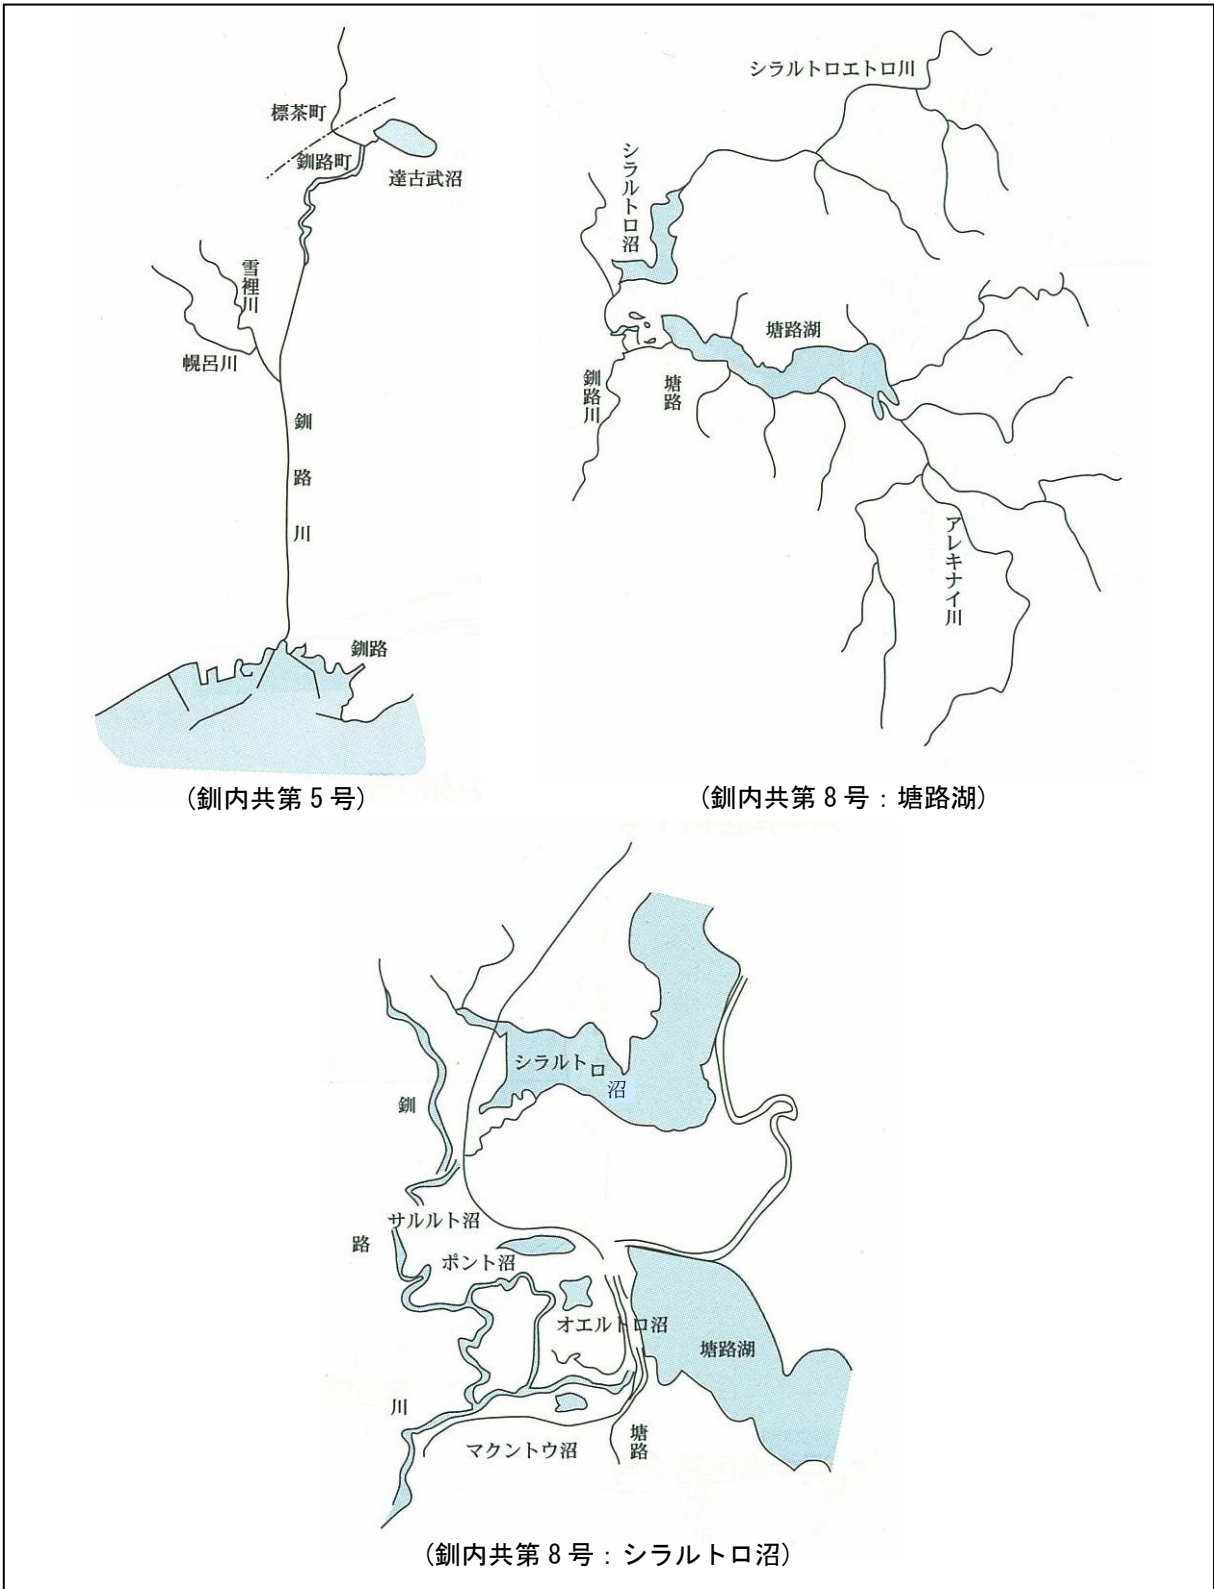 標茶町
釧路町
達古武沼
雪裡川
幌呂川
釧路川
釧路
(釧内共第5号)
シラルトロエトロ川
シラルトロ沼
塘路湖
釧路川
塘路
アレキナイ川
(釧内共第8号：塘路湖)
シラルトロ沼
釧路川
サルルト沼
ポント沼
オエルトロ沼
塘路湖
マクントウ沼
塘路
(釧内共第8号：シラルトロ沼)